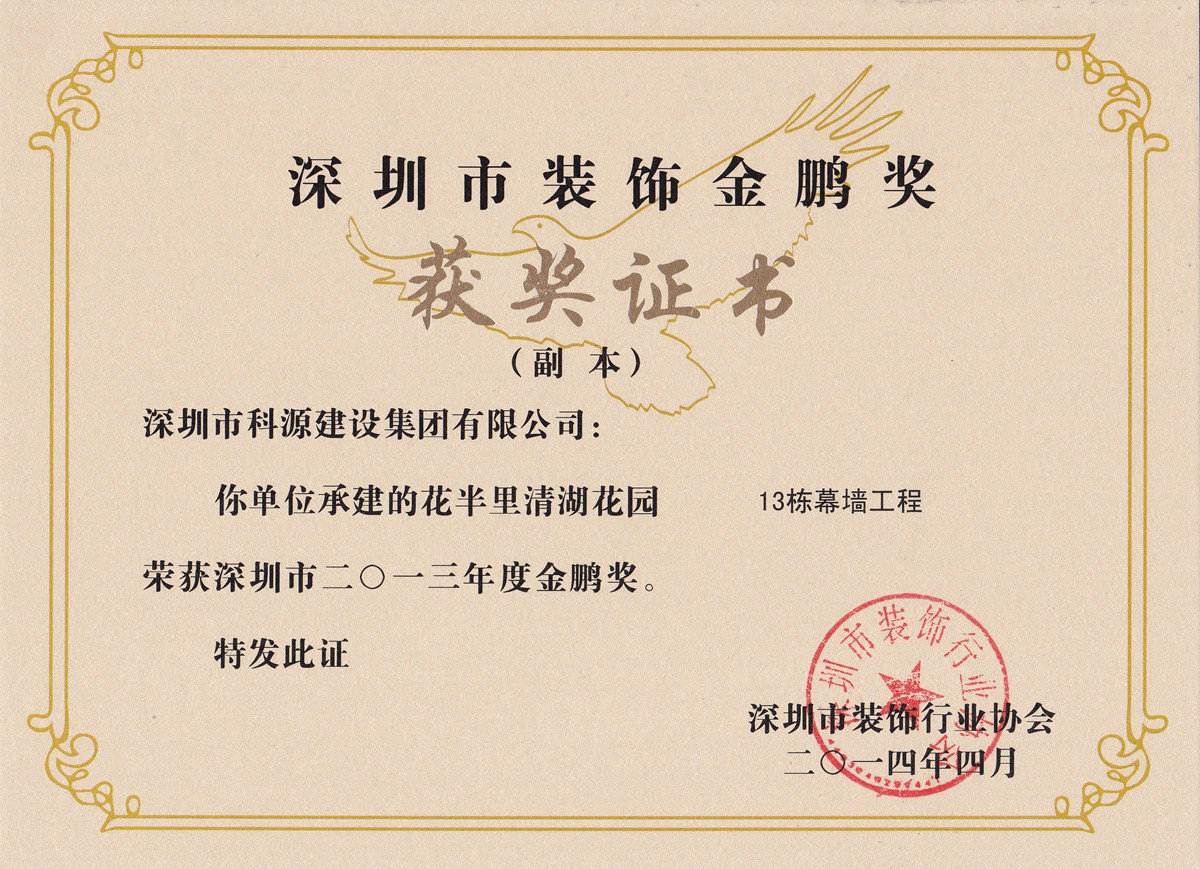 深圳市装饰金鹏奖
获奖证书
（副 本）
深圳市科源建设集团有限公司：
你单位承建的花半里清湖花园 13栋幕墙工程
荣获深圳市二〇一三年度金鹏奖。
特发此证
深圳市装饰行业协会
深圳市装饰行业协会
二〇一四年四月